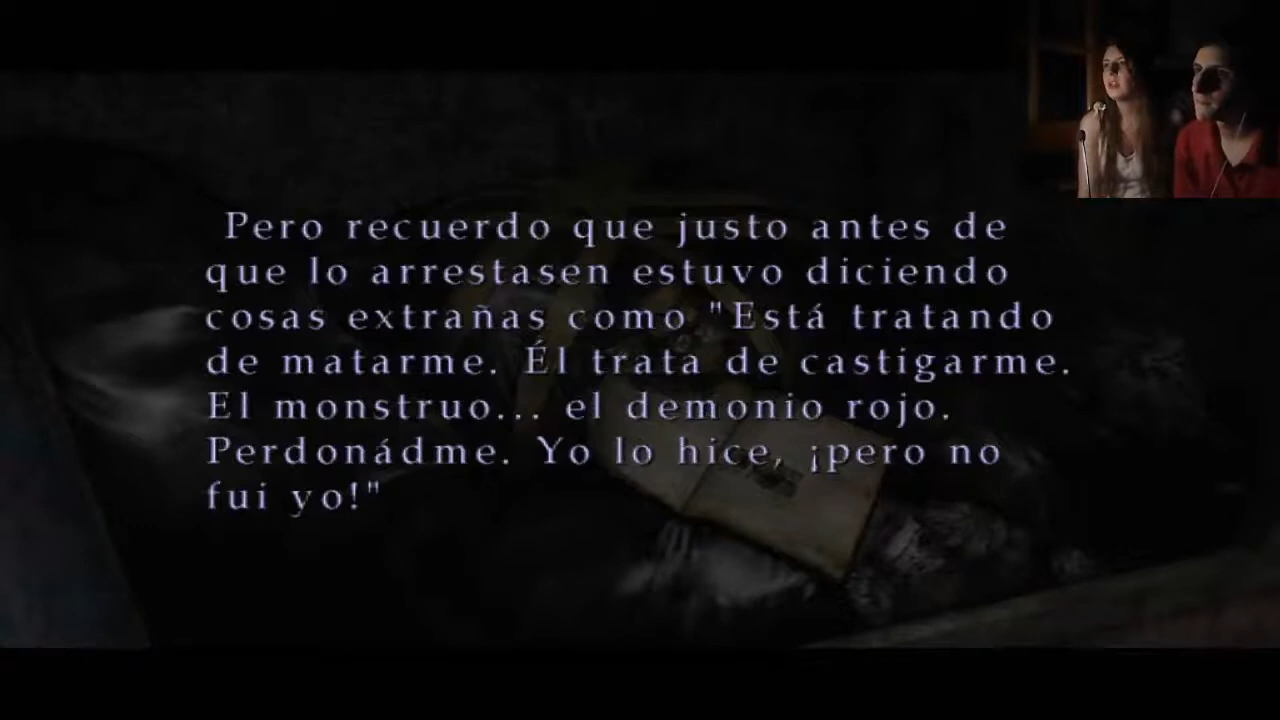 Pero recuerdo que justo antes de
que lo arrestasen estuvo diciendo
cosas extrañas como "Está tratando
de matarme. Él trata de castigarme.
El monstruo... el demonio rojo.
Perdonádme. Yo lo hice, ¡pero no
fui yo!"